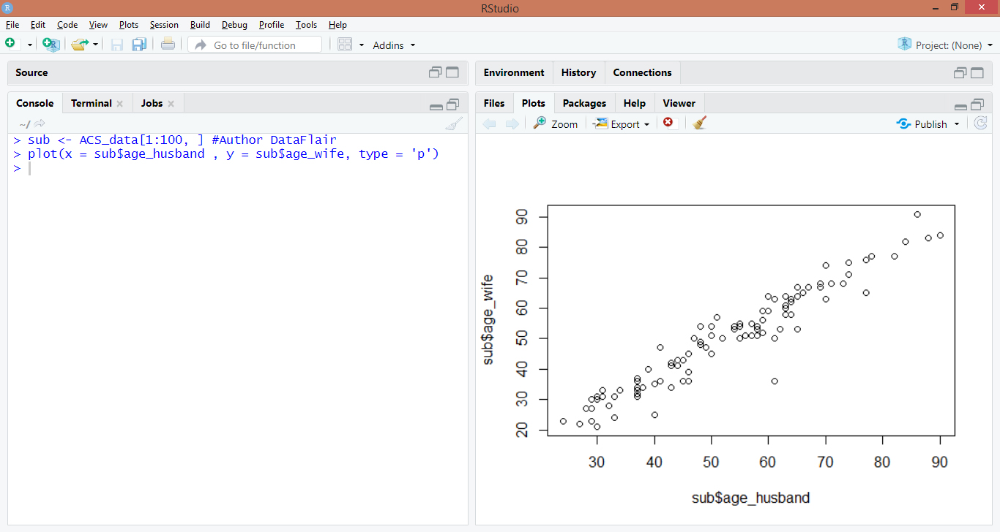 RStudio
File Edit Code View Plots Session Build Debug Profile Tools Help
Go to file/function Addins Project: (None)
Source
Console Terminal Jobs
~/
> sub <- ACS_data[1:100, ] #Author DataFlair
> plot(x = sub$age_husband , y = sub$age_wife, type = 'p')
>
Environment History Connections
Files Plots Packages Help Viewer
Zoom Export Publish
sub$age_wife
90
80
70
60
50
40
30
20
30 40 50 60 70 80 90
sub$age_husband